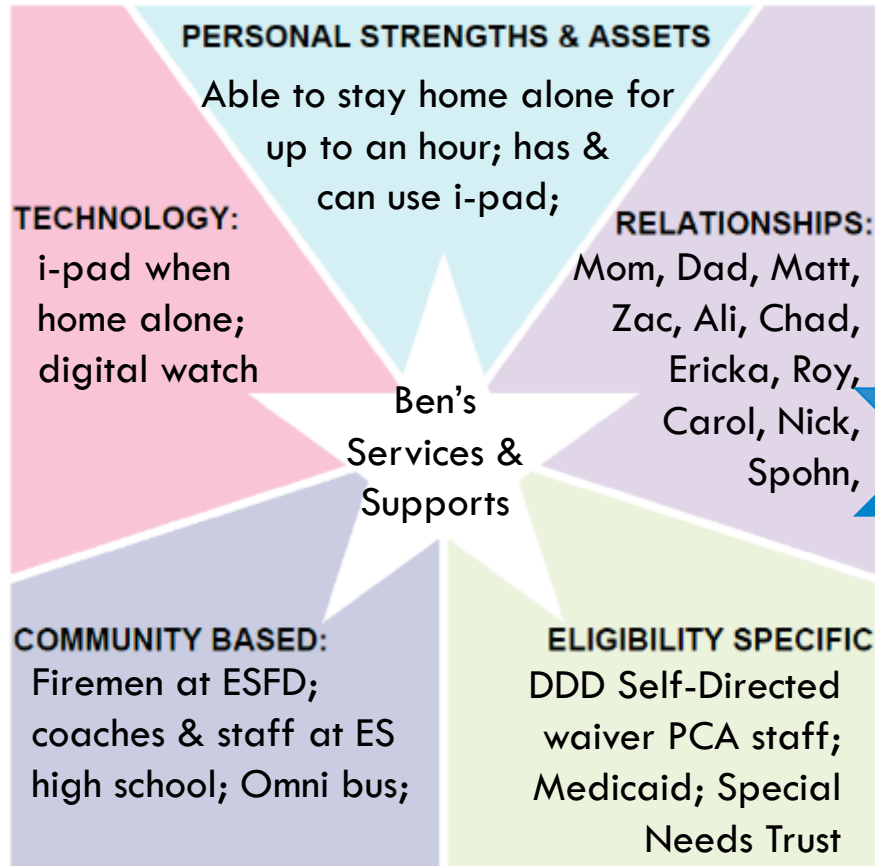 PERSONAL STRENGTHS & ASSETS
Able to stay home alone for
up to an hour; has &
can use i-pad;
TECHNOLOGY:
i-pad when
home alone;
digital watch
RELATIONSHIPS:
Mom, Dad, Matt,
Zac, Ali, Chad,
Ericka, Roy,
Carol, Nick,
Spohn,
Ben's
Services &
Supports
COMMUNITY BASED:
Firemen at ESFD;
coaches & staff at ES
high school; Omni bus;
ELIGIBILITY SPECIFIC
DDD Self-Directed
waiver PCA staff;
Medicaid; Special
Needs Trust